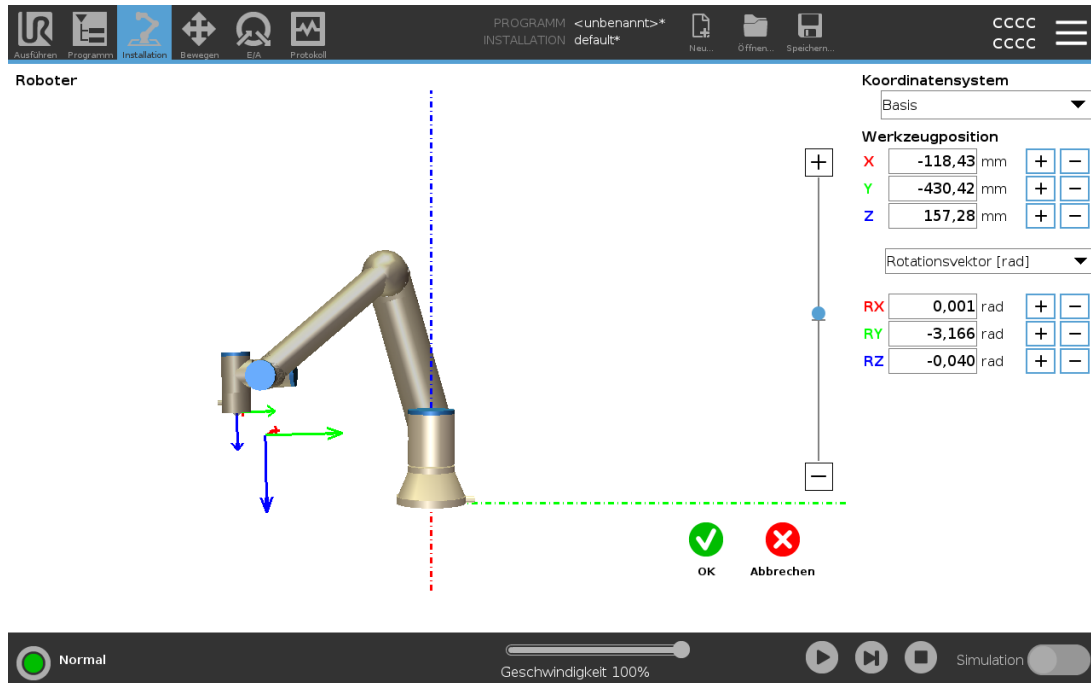 UR
PROGRAMM <unbenannt>*
INSTALLATION default*
CCCC
CCCC
Ausführen Programm Installation Bewegen E/A Protokoll Neu... Öffnen... Speichern...
Roboter
Koordinatensystem
Basis
Werkzeugposition
X -118,43 mm + −
Y -430,42 mm + −
Z 157,28 mm + −
Rotationsvektor [rad]
RX 0,001 rad + −
RY -3,166 rad + −
RZ -0,040 rad + −
+
−
OK Abbrechen
Normal
Geschwindigkeit 100%
Simulation